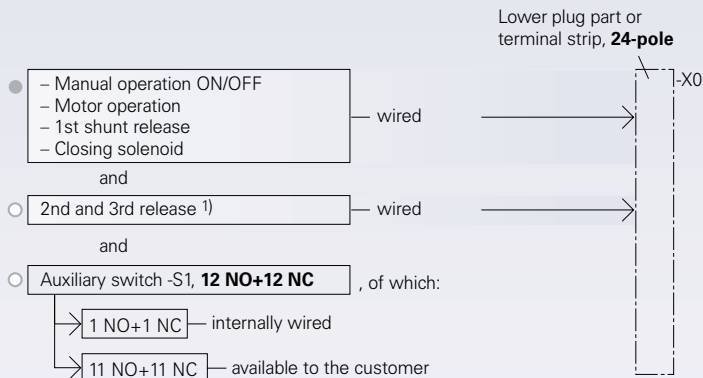 Lower plug part or
terminal strip, 24-pole
-X0
– Manual operation ON/OFF
– Motor operation
– 1st shunt release
– Closing solenoid
wired
and
2nd and 3rd release 1)
wired
and
Auxiliary switch -S1, 12 NO+12 NC , of which:
1 NO+1 NC internally wired
11 NO+11 NC available to the customer